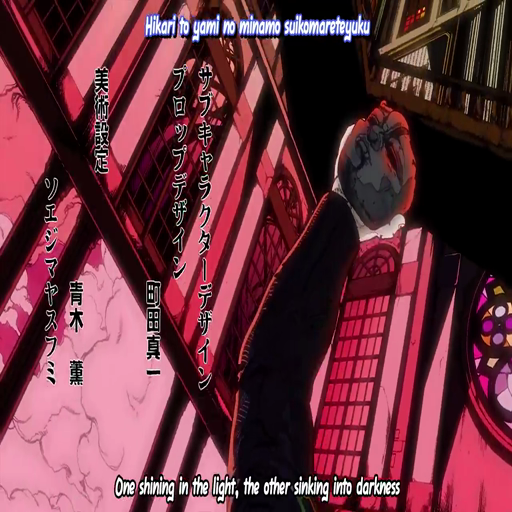 Hikari to yami no minamo suikomareteyuku
サブキャラクターデザイン
プロップデザイン
町田真一
美術設定
青木 薫
ソエジマヤスフミ
One shining in the light, the other sinking into darkness